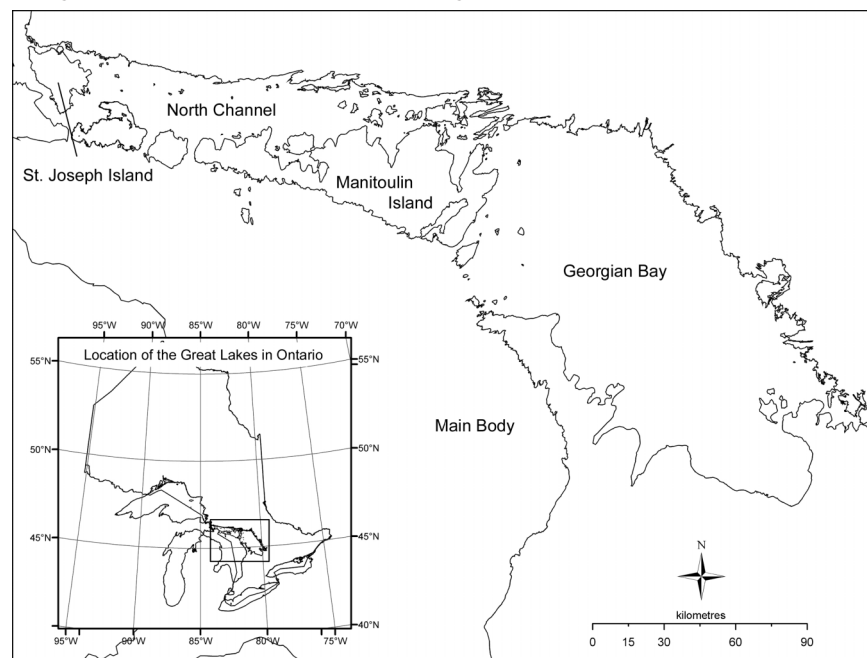 North Channel
St. Joseph Island
Manitoulin
Island
Georgian Bay
Main Body
95°W 90°W 85°W 80°W 75°W 70°W
Location of the Great Lakes in Ontario
55°N 55°N
50°N 50°N
45°N 45°N
40°N
95°W 90°W 85°W 80°W 75°W
N
kilometres
0 15 30 60 90